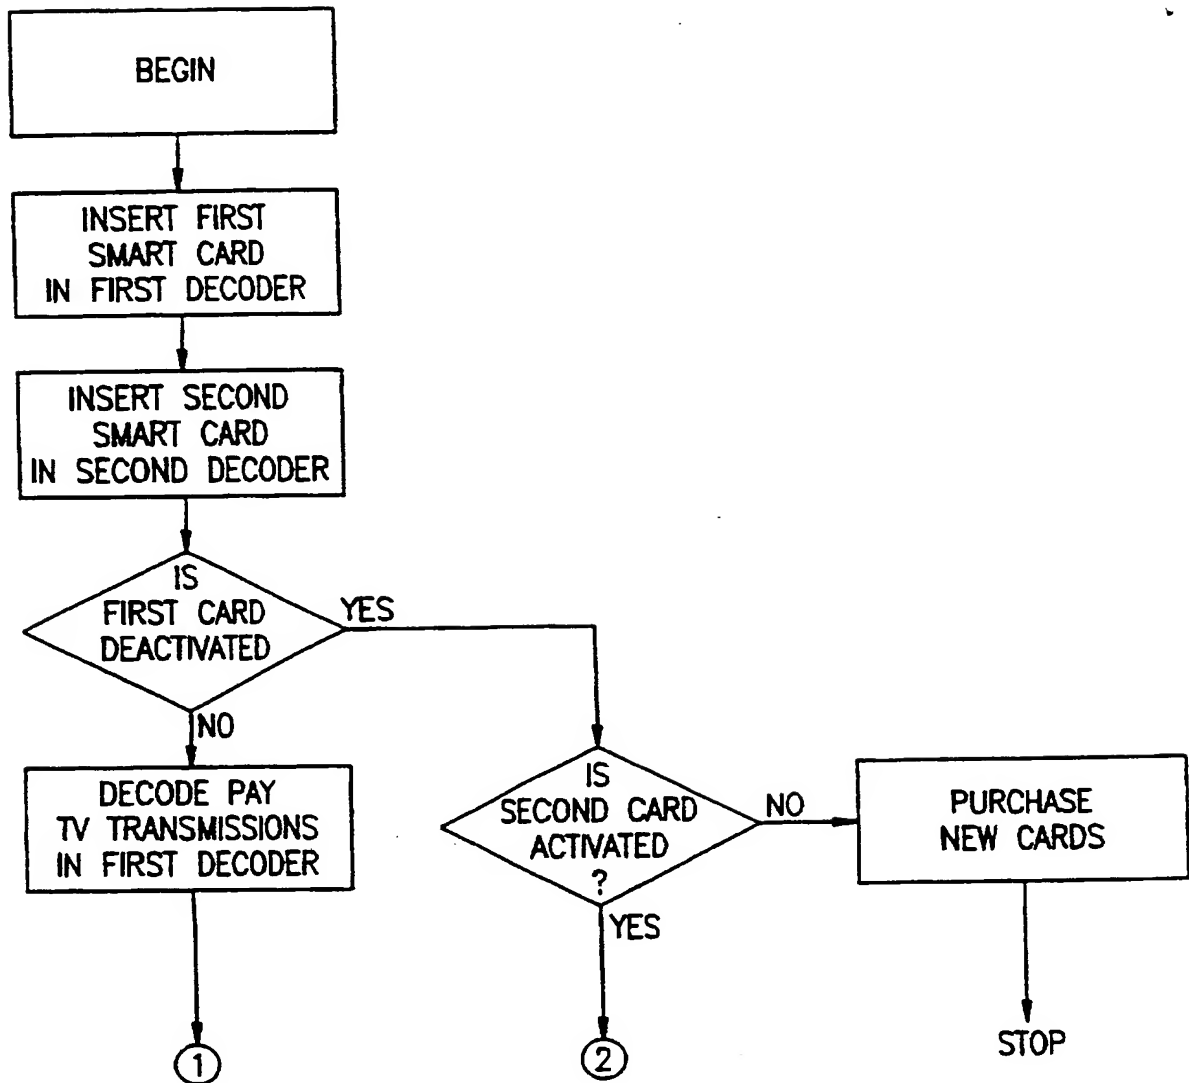 BEGIN
INSERT FIRST
SMART CARD
IN FIRST DECODER
INSERT SECOND
SMART CARD
IN SECOND DECODER
IS
FIRST CARD
DEACTIVATED
YES
NO
DECODE PAY
TV TRANSMISSIONS
IN FIRST DECODER
1
IS
SECOND CARD
ACTIVATED
?
NO
YES
2
PURCHASE
NEW CARDS
STOP